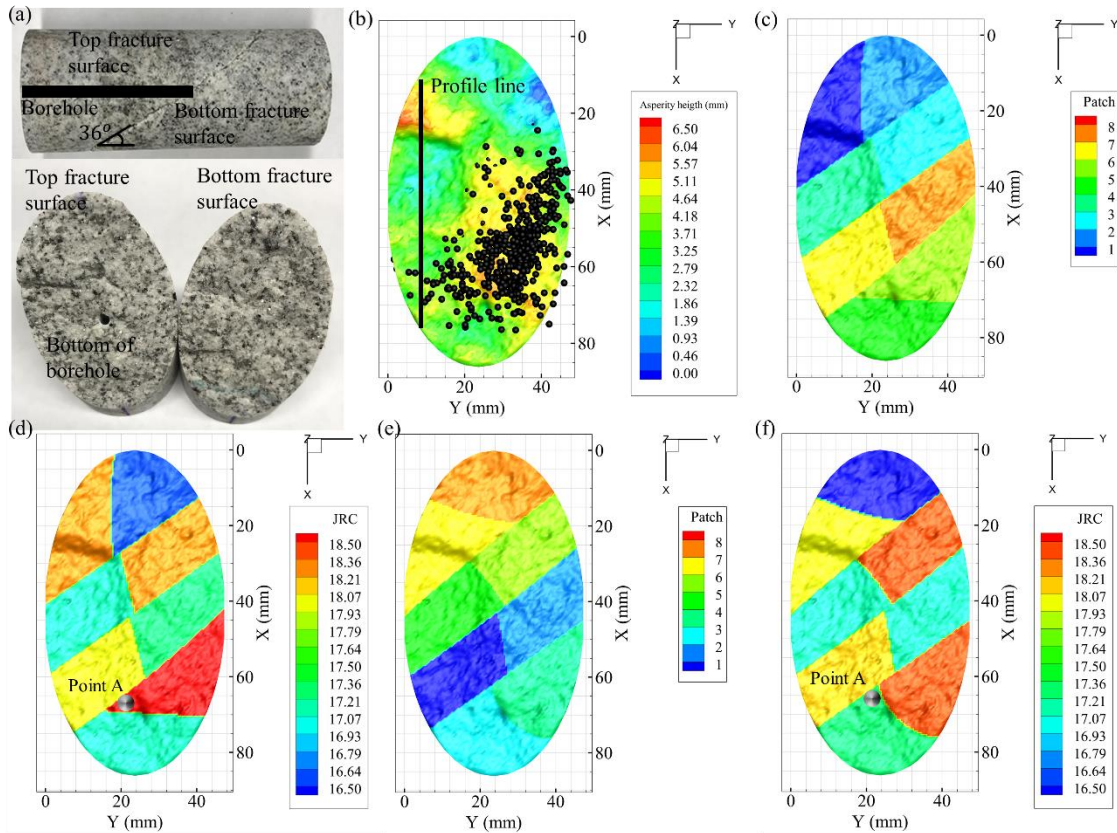 (a)
Top fracture
surface
Borehole
Bottom fracture
surface
36°
Top fracture
surface
Bottom fracture
surface
Bottom of
borehole
(b)
Profile line
0
20
40
60
80
X (mm)
0
20
40
Y (mm)
Z
Y
X
Asperity heigth (mm)
6.50
6.04
5.57
5.11
4.64
4.18
3.71
3.25
2.79
2.32
1.86
1.39
0.93
0.46
0.00
(c)
0
20
40
60
80
X (mm)
0
20
40
Y (mm)
Z
Y
X
Patch
8
7
6
5
4
3
2
1
(d)
Point A
0
20
40
60
80
X (mm)
0
20
40
Y (mm)
Z
Y
X
JRC
18.50
18.36
18.21
18.07
17.93
17.79
17.64
17.50
17.36
17.21
17.07
16.93
16.79
16.64
16.50
(e)
0
20
40
60
80
X (mm)
0
20
40
Y (mm)
Z
Y
X
Patch
8
7
6
5
4
3
2
1
(f)
Point A
0
20
40
60
80
X (mm)
0
20
40
Y (mm)
Z
Y
X
JRC
18.50
18.36
18.21
18.07
17.93
17.79
17.64
17.50
17.36
17.21
17.07
16.93
16.79
16.64
16.50